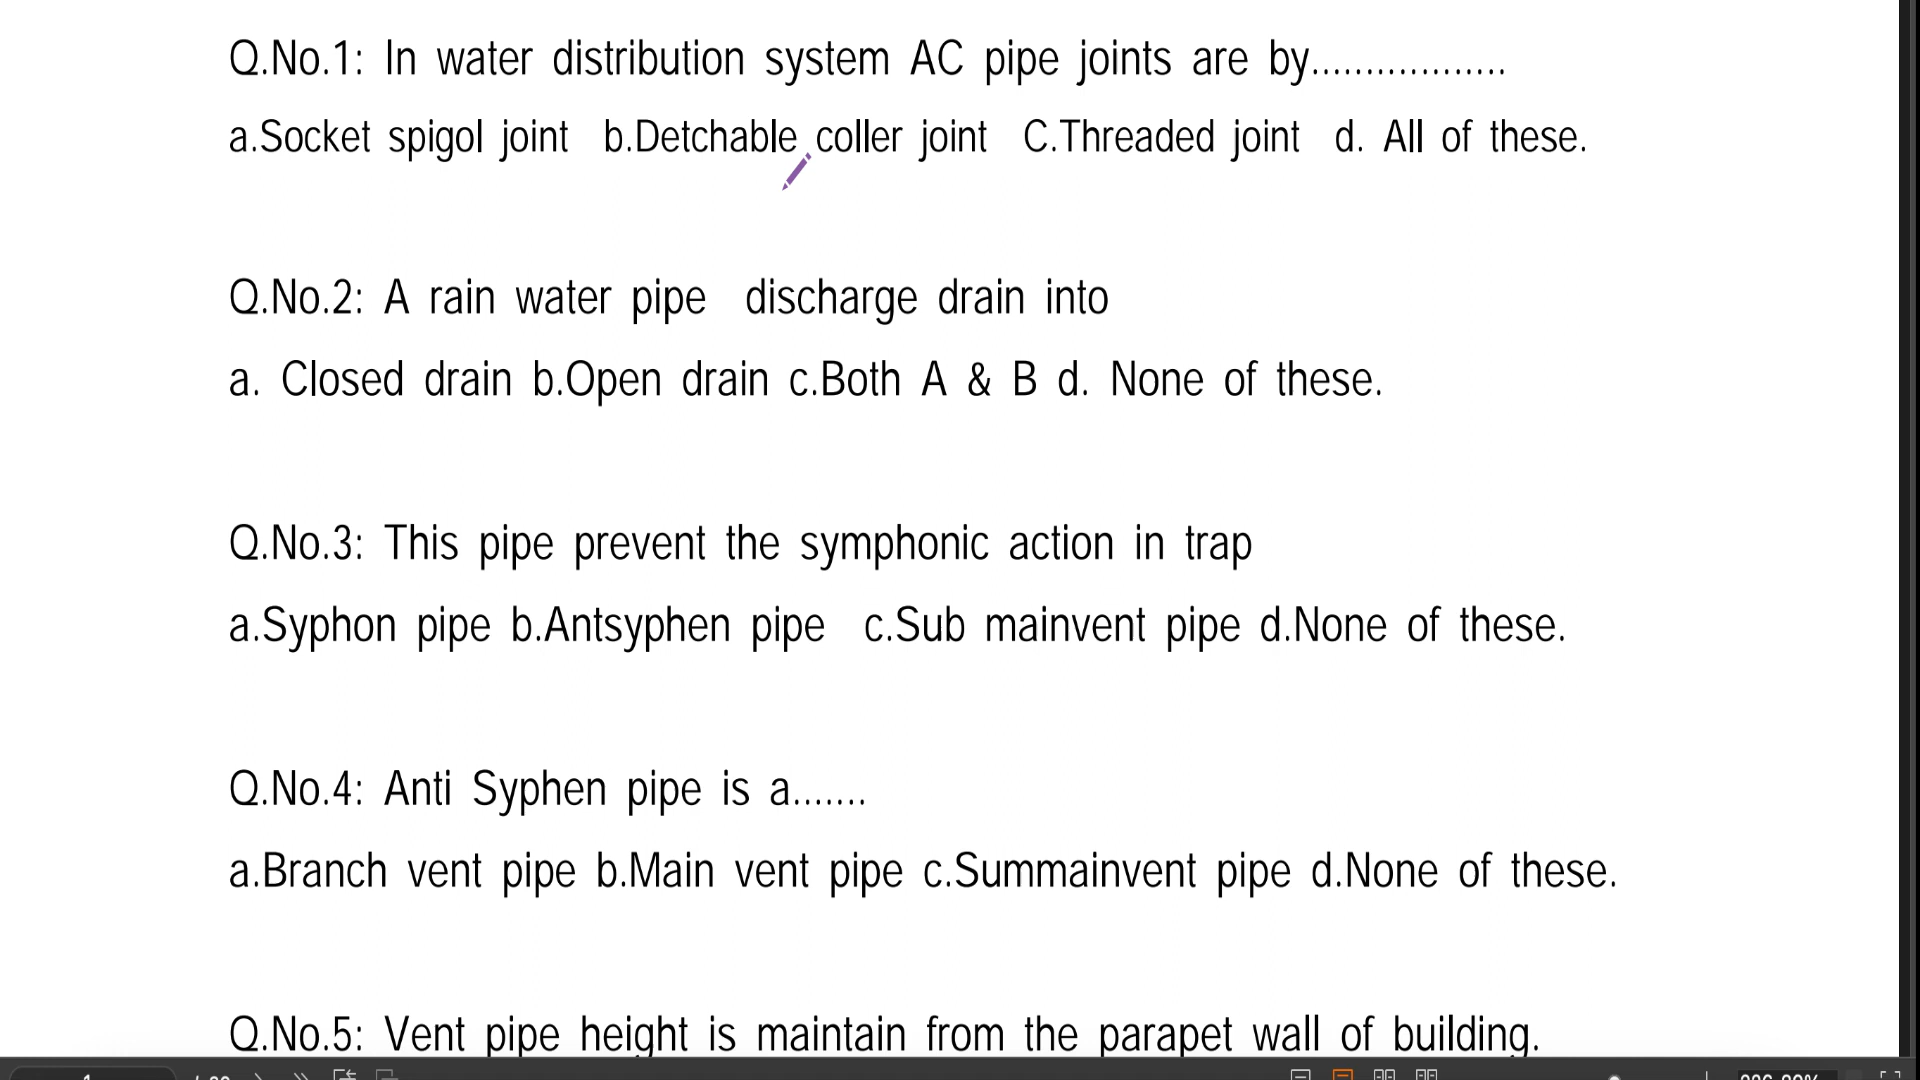 Q.No.1: In water distribution system AC pipe joints are by..................
a.Socket spigol joint b.Detchable coller joint C.Threaded joint d. All of these.
Q.No.2: A rain water pipe discharge drain into
a. Closed drain b.Open drain c.Both A & B d. None of these.
Q.No.3: This pipe prevent the symphonic action in trap
a.Syphon pipe b.Antsyphen pipe c.Sub mainvent pipe d.None of these.
Q.No.4: Anti Syphen pipe is a.......
a.Branch vent pipe b.Main vent pipe c.Summainvent pipe d.None of these.
Q.No.5: Vent pipe height is maintain from the parapet wall of building.